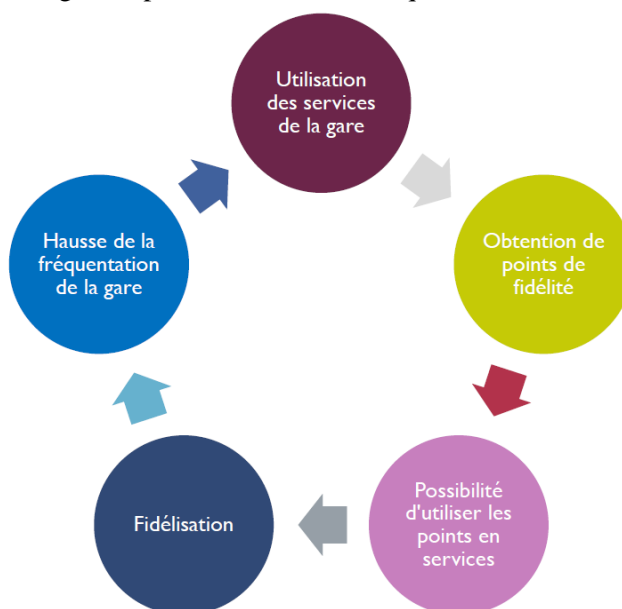 Utilisation
des services
de la gare
Obtention de
points de
fidélité
Possibilité
d'utiliser les
points en
services
Fidélisation
Hausse de la
fréquentation
de la gare